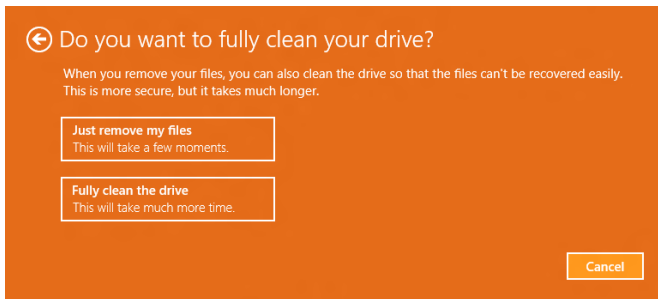 Do you want to fully clean your drive?
When you remove your files, you can also clean the drive so that the files can't be recovered easily.
This is more secure, but it takes much longer.
Just remove my files
This will take a few moments.
Fully clean the drive
This will take much more time.
Cancel